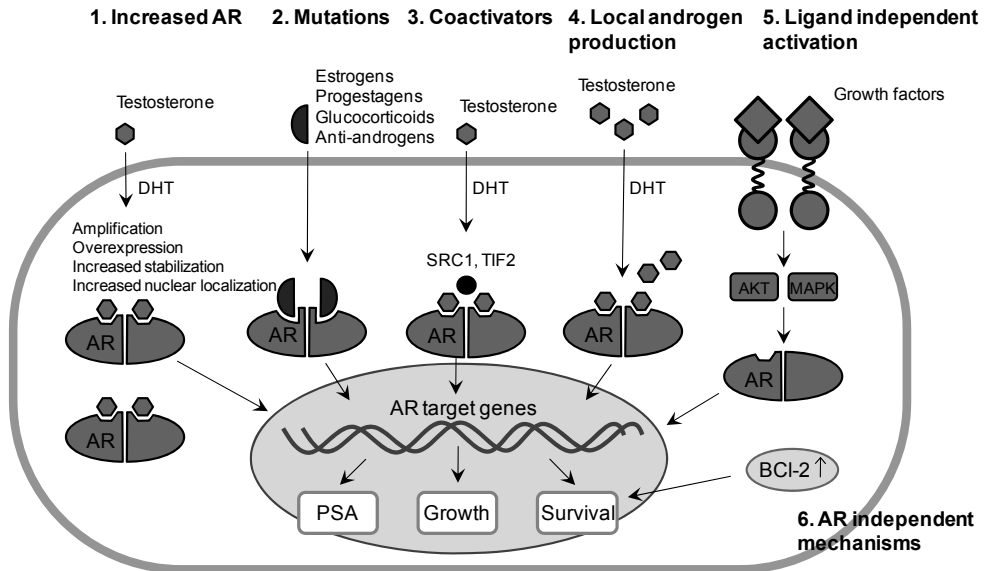 1. Increased AR
2. Mutations
3. Coactivators
4. Local androgen
production
5. Ligand independent
activation
Testosterone
DHT
Amplification
Overexpression
Increased stabilization
Increased nuclear localization
AR
AR
Estrogens
Progestagens
Glucocorticoids
Anti-androgens
AR
Testosterone
DHT
SRC1, TIF2
AR
Testosterone
DHT
AR
Growth factors
AKT
MAPK
AR
AR target genes
PSA
Growth
Survival
BCl-2 ↑
6. AR independent
mechanisms